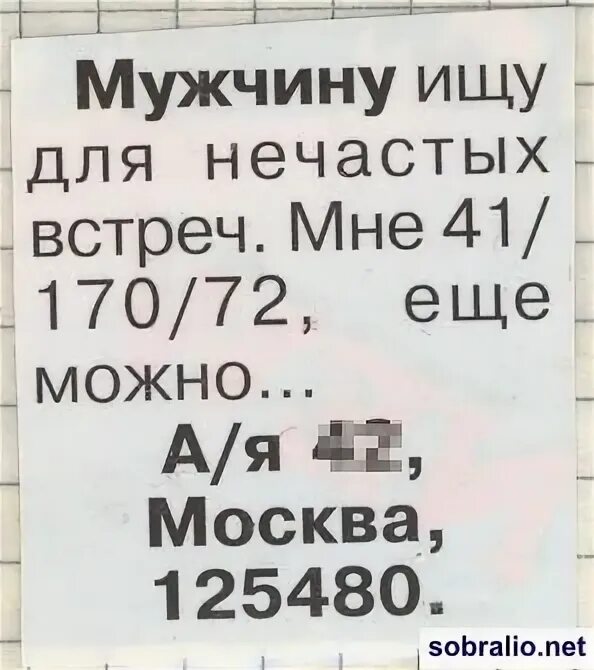 Мужчину ищу
для нечастых
встреч. Мне 41/
170/72, еще
можно...
А/я
Москва,
125480.
sobralio.net